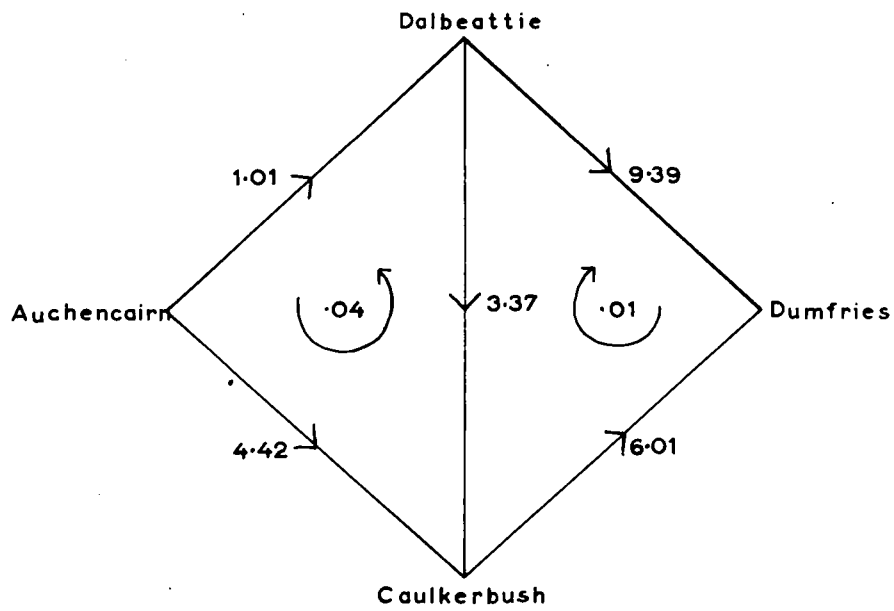 Dalbeattie
1·01
9·39
Auchencairn
·04
3·37
·01
Dumfries
4·42
6·01
Caulkerbush